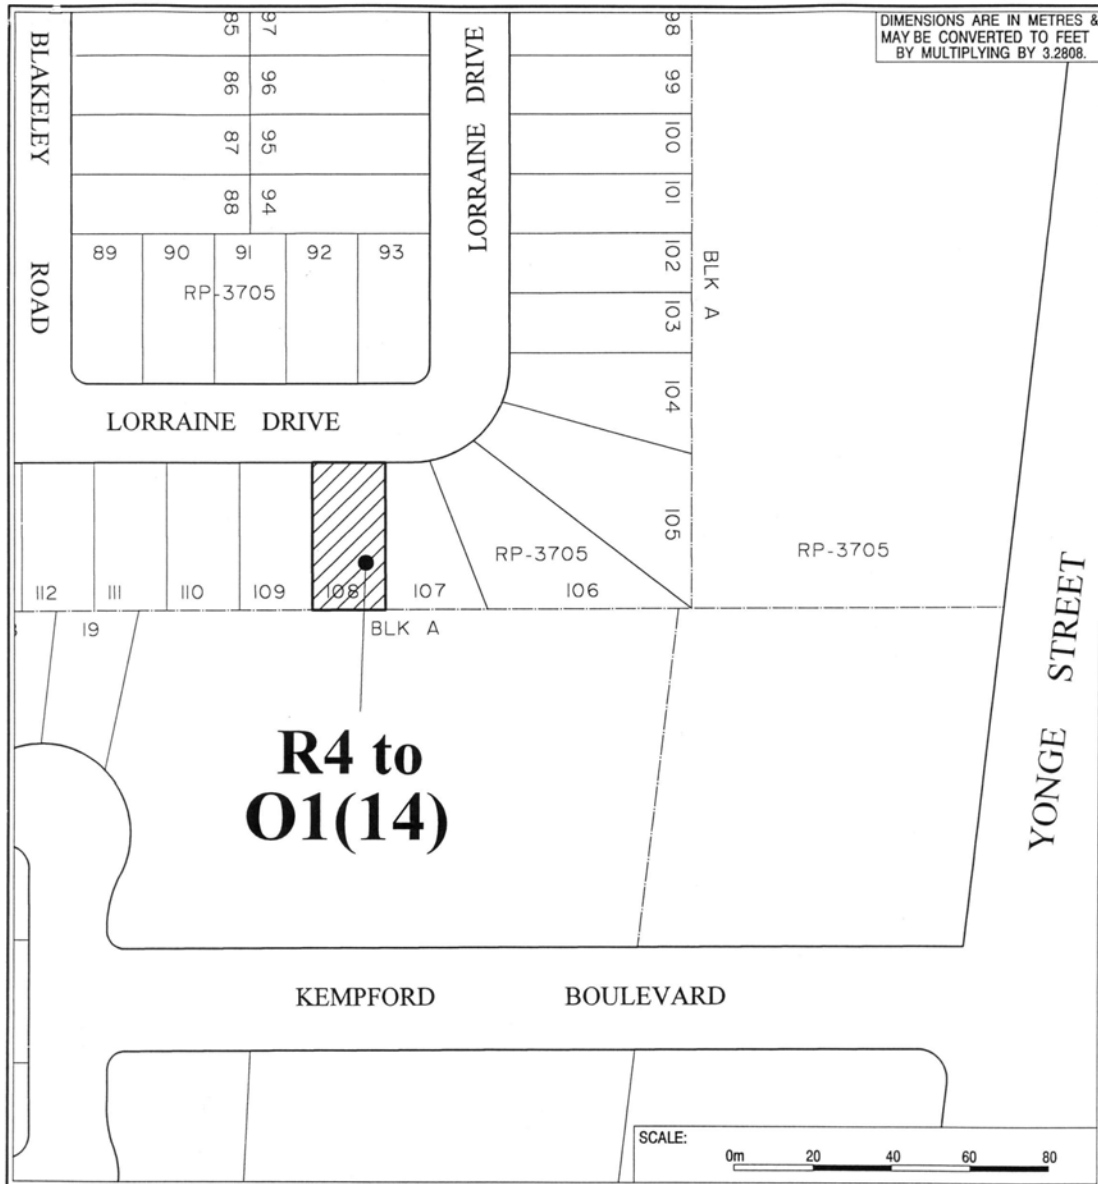 DIMENSIONS ARE IN METRES &
MAY BE CONVERTED TO FEET
BY MULTIPLYING BY 3.2808.
BLAKELEY ROAD
85 97
86 96
87 95
88 94
89 90 91 92 93
RP-3705
LORRAINE DRIVE
LORRAINE DRIVE
98
99
100
101
102
103
104
105
BLK A
RP-3705
RP-3705
112 111 110 109 108 107 106
19
BLK A
R4 to
O1(14)
YONGE STREET
KEMPFORD BOULEVARD
SCALE:
0m 20 40 60 80